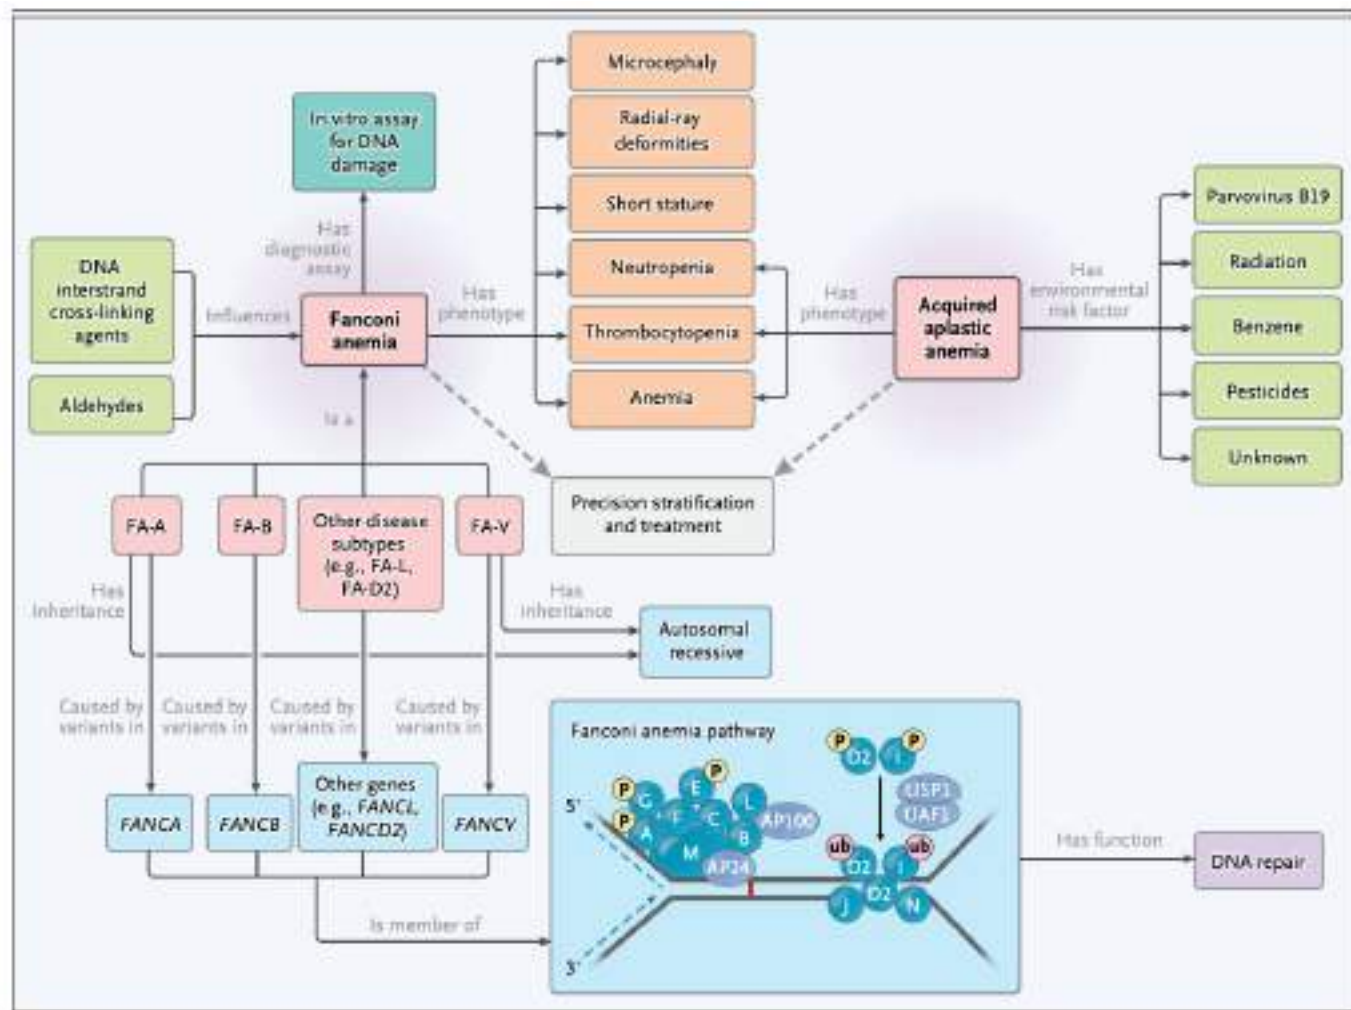 Microcephaly
In vitro assay
for DNA
damage
Radial-ray
deformities
Short stature
Neutropenia
Thrombocytopenia
Anemia
Has
diagnostic
assay
DNA
interstrand
cross-linking
agents
Aldehydes
Influences
Fanconi
anemia
Has
phenotype
Has
phenotype
Acquired
aplastic
anemia
Has
environmental
risk factor
Parvovirus B19
Radiation
Benzene
Pesticides
Unknown
Is a
Precision stratification
and treatment
FA-A
FA-B
Other disease
subtypes
(e.g., FA-L,
FA-D2)
FA-V
Has
inheritance
Has
inheritance
Autosomal
recessive
Caused by
variants in
Caused by
variants in
Caused by
variants in
Caused by
variants in
FANCA
FANCB
Other genes
(e.g., FANCL,
FANCD2)
FANCV
Is member of
Fanconi anemia pathway
P
D2
I
P
USP1
UAF1
5'
3'
P
G
E
P
L
P
A
F
C
B
AP100
M
AP24
ub
D2
I
ub
J
D2
N
Has function
DNA repair